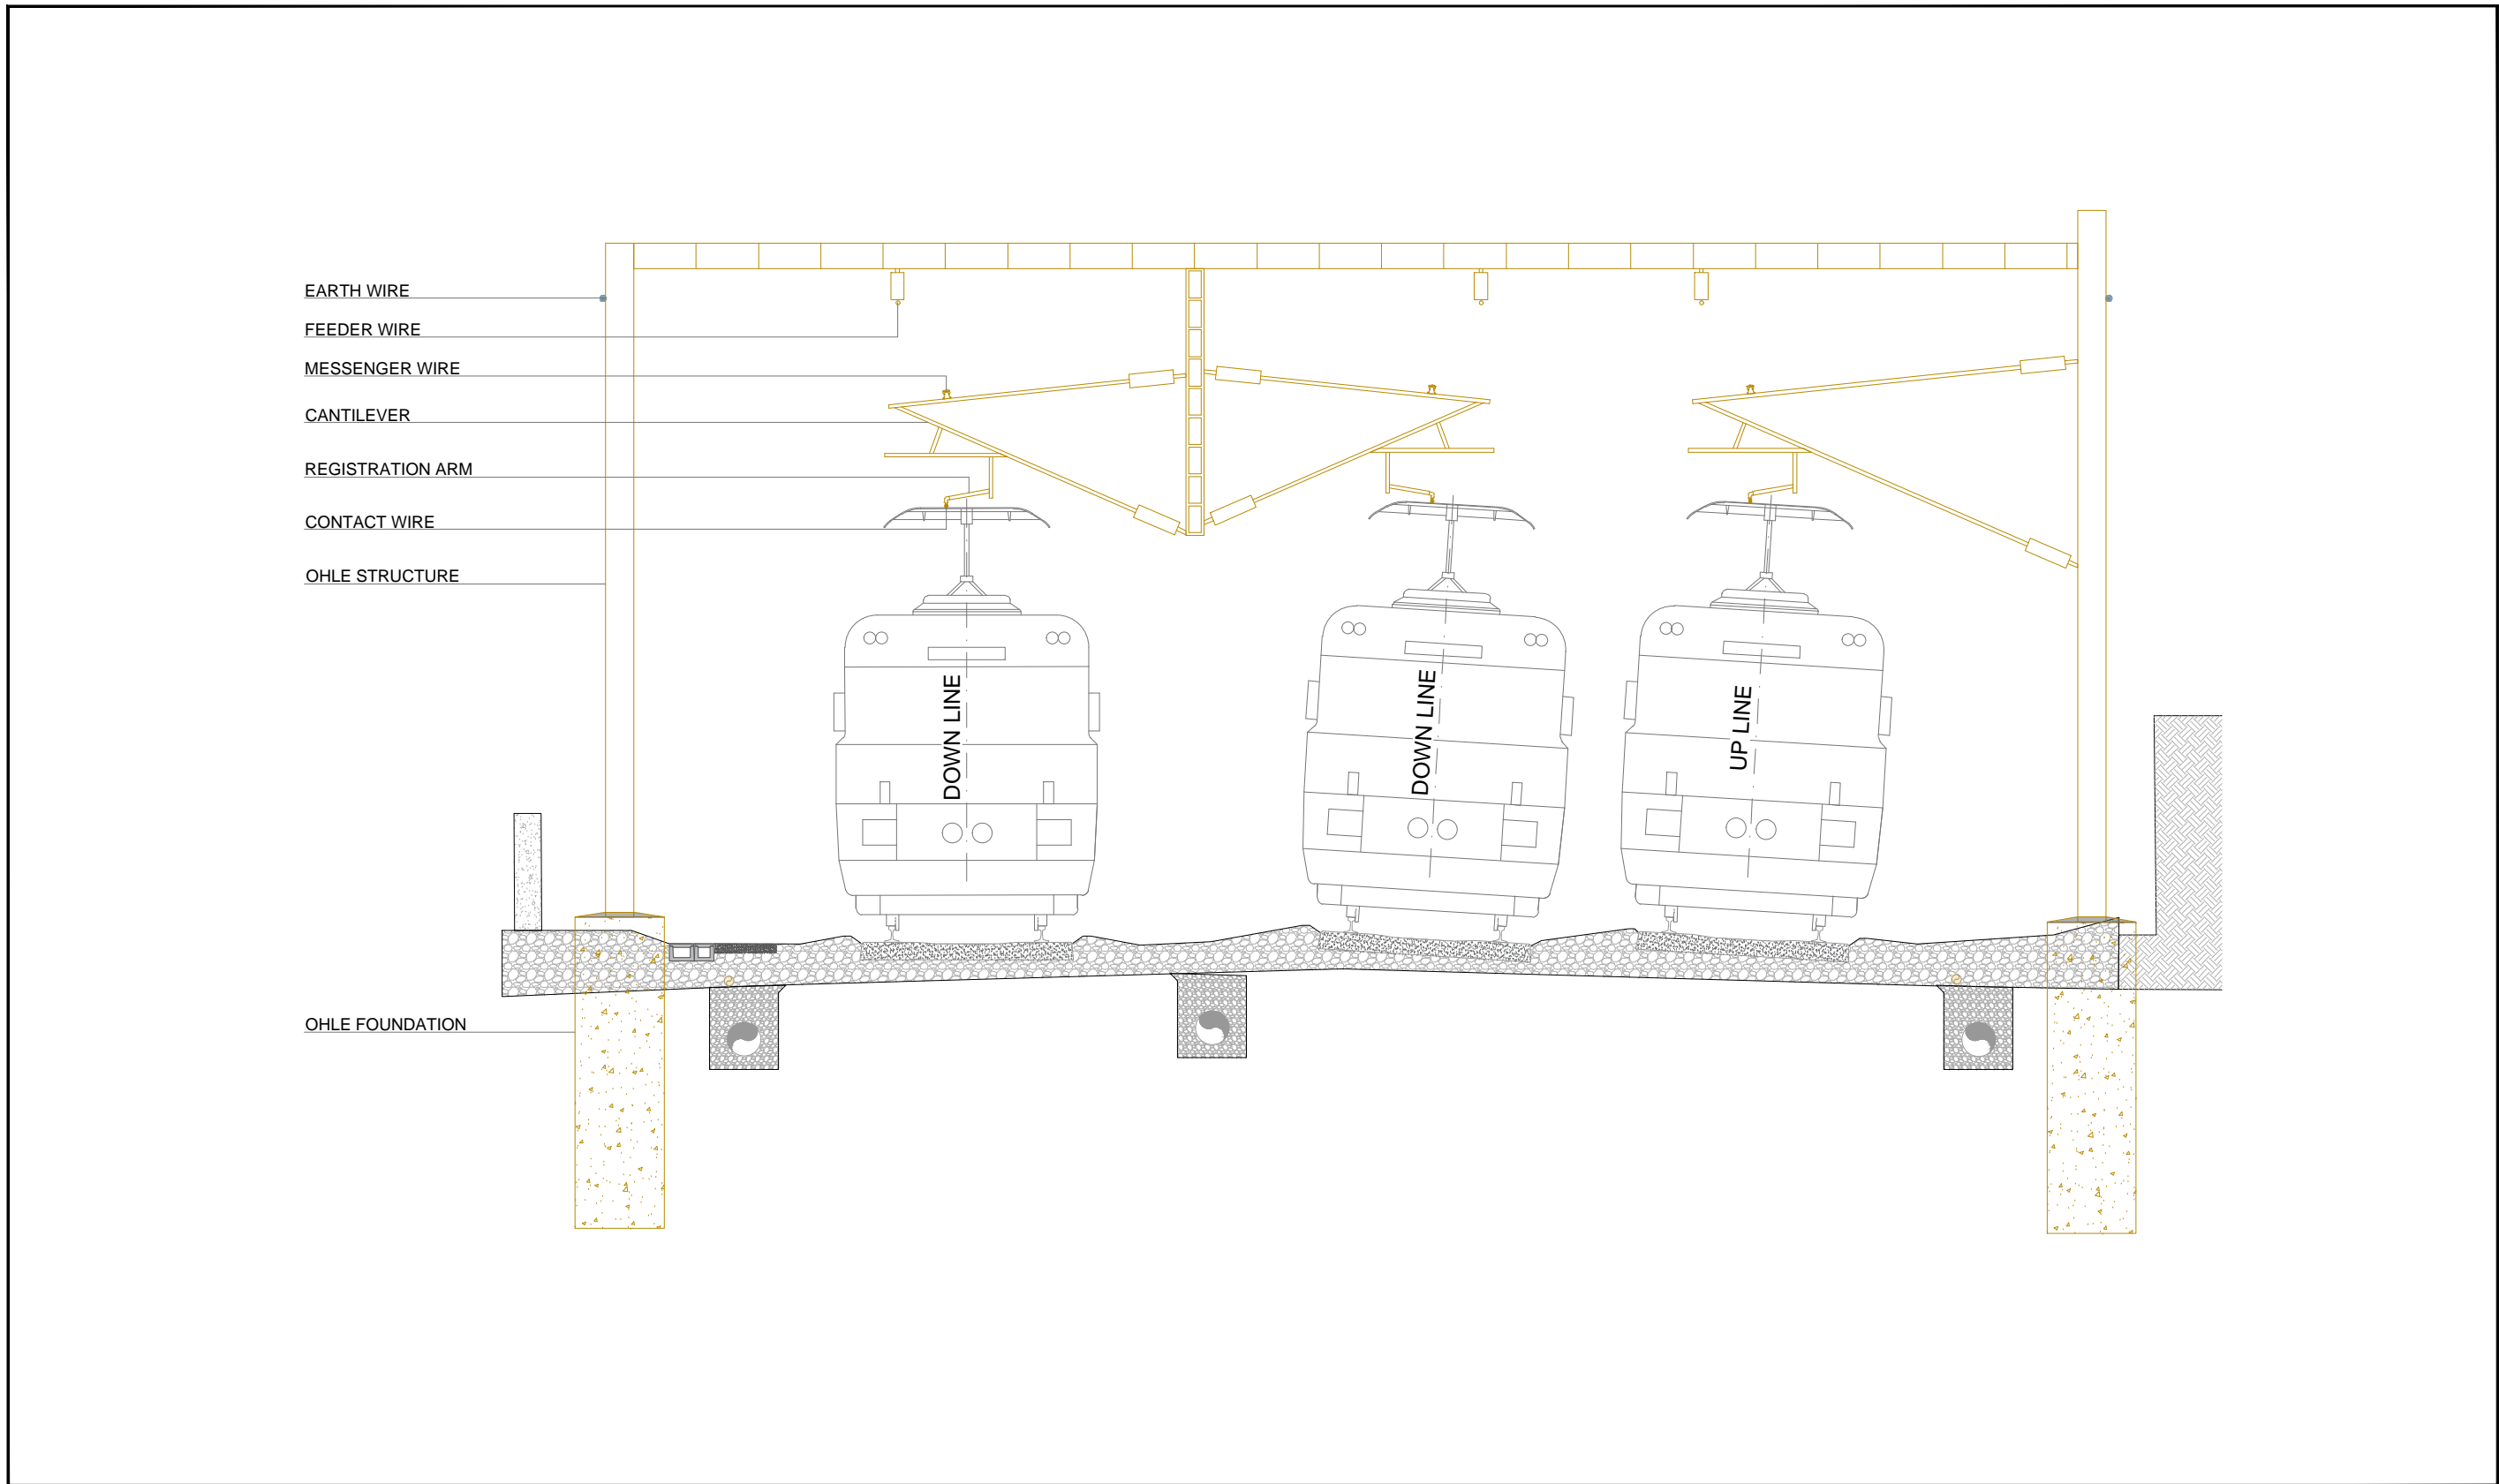 EARTH WIRE
FEEDER WIRE
MESSENGER WIRE
CANTILEVER
REGISTRATION ARM
CONTACT WIRE
OHLE STRUCTURE
DOWN LINE
DOWN LINE
UP LINE
OHLE FOUNDATION